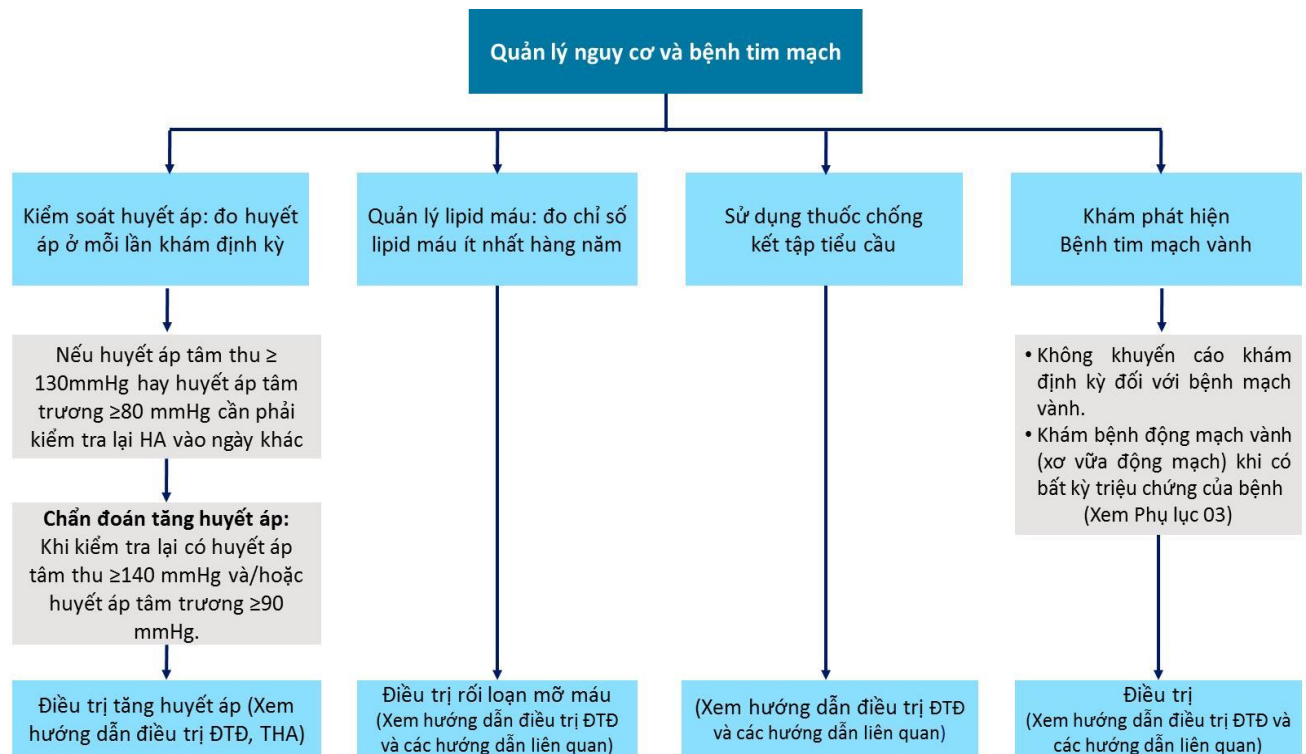 Quản lý nguy cơ và bệnh tim mạch
Kiểm soát huyết áp: đo huyết
áp ở mỗi lần khám định kỳ
Nếu huyết áp tâm thu ≥
130mmHg hay huyết áp tâm
trương ≥80 mmHg cần phải
kiểm tra lại HA vào ngày khác
Chẩn đoán tăng huyết áp:
Khi kiểm tra lại có huyết áp
tâm thu ≥140 mmHg và/hoặc
huyết áp tâm trương ≥90
mmHg.
Điều trị tăng huyết áp (Xem
hướng dẫn điều trị ĐTĐ, THA)
Quản lý lipid máu: đo chỉ số
lipid máu ít nhất hàng năm
Điều trị rối loạn mỡ máu
(Xem hướng dẫn điều trị ĐTĐ
và các hướng dẫn liên quan)
Sử dụng thuốc chống
kết tập tiểu cầu
(Xem hướng dẫn điều trị ĐTĐ
và các hướng dẫn liên quan)
Khám phát hiện
Bệnh tim mạch vành
• Không khuyến cáo khám
định kỳ đối với bệnh mạch
vành.
• Khám bệnh động mạch vành
(xơ vữa động mạch) khi có
bất kỳ triệu chứng của bệnh
(Xem Phụ lục 03)
Điều trị
(Xem hướng dẫn điều trị ĐTĐ và
các hướng dẫn liên quan)